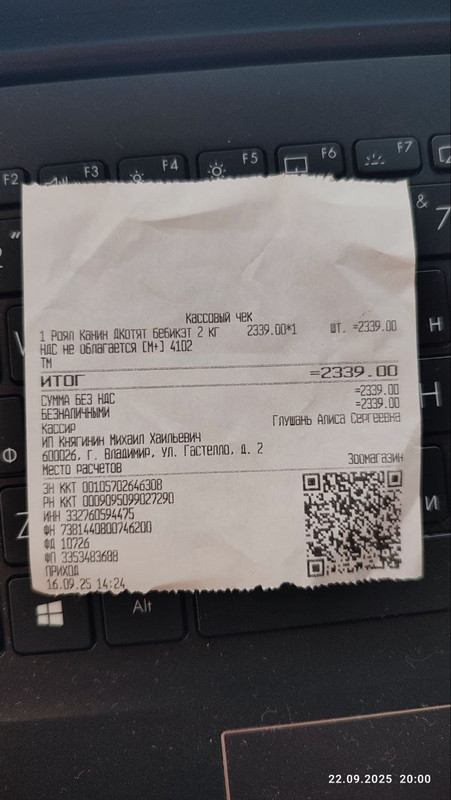 F2 F3 F4 F5 F6 F7
& 7
КАССОВЫЙ ЧЕК
1 РОЯЛ КАНИН ДКОТЯТ БЕБИКЭТ 2 КГ 2339.00*1 ШТ. =2339.00
НДС НЕ ОБЛАГАЕТСЯ [М+] 4102
ТМ
ИТОГ =2339.00
СУММА БЕЗ НДС =2339.00
БЕЗНАЛИЧНЫМИ =2339.00
КАССИР ГЛУШАНЬ АЛИСА СЕРГЕЕВНА
ИП КНЯГИНИН МИХАИЛ ХАИЛЬЕВИЧ
600026, Г. ВЛАДИМИР, УЛ. ГАСТЕЛЛО, Д. 2
МЕСТО РАСЧЕТОВ ЗООМАГАЗИН
ЗН ККТ 00105702646308
РН ККТ 0009095099027290
ИНН 332760594475
ФН 7381440800746200
ФД 10726
ФП 3353483688
ПРИХОД
16.09.25 14:24
Н
Н
Ф
И
Z
Alt
22.09.2025 20:00